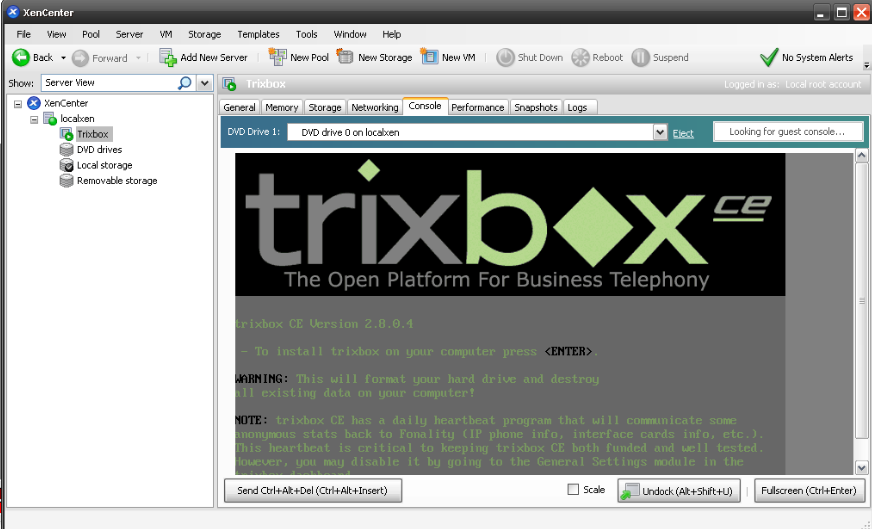 XenCenter
File View Pool Server VM Storage Templates Tools Window Help
Back Forward Add New Server New Pool New Storage New VM Shut Down Reboot Suspend No System Alerts
Show: Server View
Trixbox Logged in as: Local root account
XenCenter
localxen
Trixbox
DVD drives
Local storage
Removable storage
General Memory Storage Networking Console Performance Snapshots Logs
DVD Drive 1: DVD drive 0 on localxen Eject Looking for guest console...
trixbox ce
The Open Platform For Business Telephony
trixbox CE Version 2.8.0.4
- To install trixbox on your computer press <ENTER>.
WARNING: This will format your hard drive and destroy
all existing data on your computer!
NOTE: trixbox CE has a daily heartbeat program that will communicate some
anonymous stats back to Fonality (IP phone info, interface cards info, etc.).
This heartbeat is critical to keeping trixbox CE both funded and well tested.
However, you may disable it by going to the General Settings module in the
trixbox dashboard
Send Ctrl+Alt+Del (Ctrl+Alt+Insert) Scale Undock (Alt+Shift+U) Fullscreen (Ctrl+Enter)